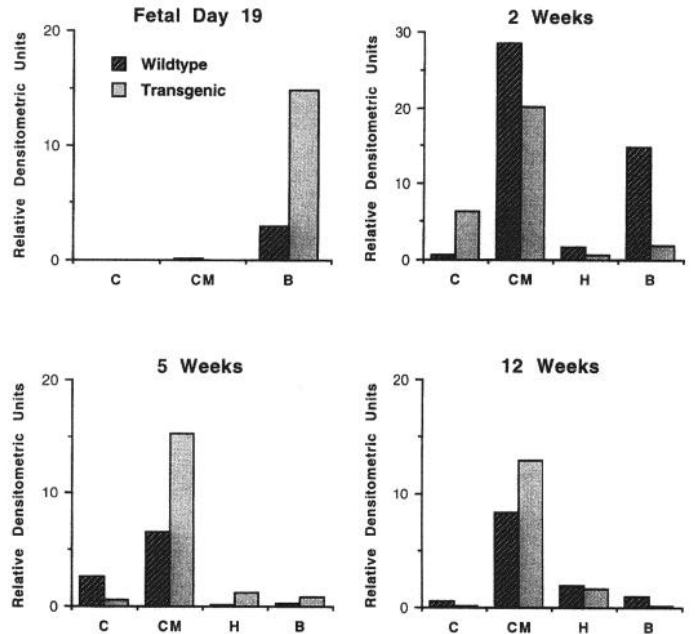 Fetal Day 19
Relative Densitometric Units
20
10
0
Wildtype
Transgenic
C CM B
2 Weeks
Relative Densitometric Units
30
20
10
0
C CM H B
5 Weeks
Relative Densitometric Units
20
10
0
C CM H B
12 Weeks
Relative Densitometric Units
20
10
0
C CM H B